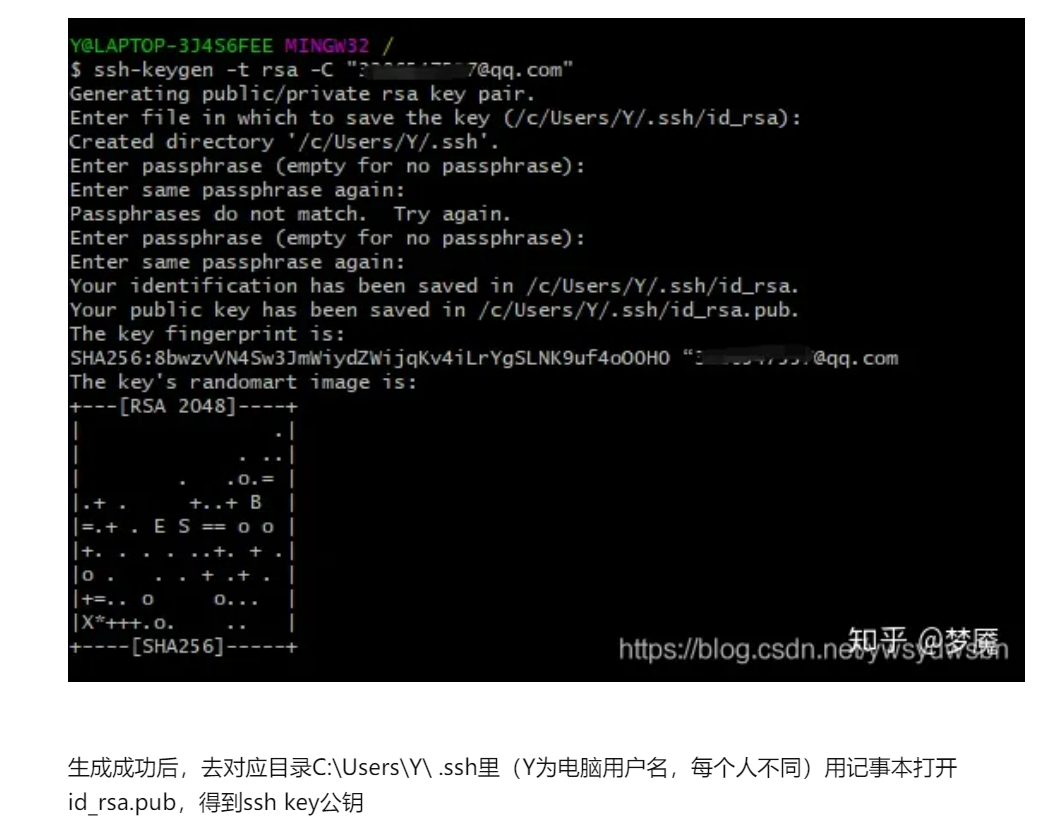 Y@LAPTOP-3J4S6FEE MINGW32 /
$ ssh-keygen -t rsa -C "@qq.com"
Generating public/private rsa key pair.
Enter file in which to save the key (/c/Users/Y/.ssh/id_rsa):
Created directory '/c/Users/Y/.ssh'.
Enter passphrase (empty for no passphrase):
Enter same passphrase again:
Passphrases do not match.  Try again.
Enter passphrase (empty for no passphrase):
Enter same passphrase again:
Your identification has been saved in /c/Users/Y/.ssh/id_rsa.
Your public key has been saved in /c/Users/Y/.ssh/id_rsa.pub.
The key fingerprint is:
SHA256:8bwzvVN4Sw3JmWiydZWijqKv4iLrYgSLNK9uf4oOOHO “@qq.com
The key's randomart image is:
+---[RSA 2048]----+
|                .|
|             . ..|
|        .   .o.= |
|.+ .     +..+ B  |
|=.+ . E S == o o |
|+. . . . ..+. + .|
|o .   . . + .+ . |
|+=.. o     o...  |
|X*+++.o.    ..   |
+----[SHA256]-----+
知乎 @梦魇
https://blog.csdn.net/
生成成功后，去对应目录C:\Users\Y\ .ssh里（Y为电脑用户名，每个人不同）用记事本打开
id_rsa.pub，得到ssh key公钥